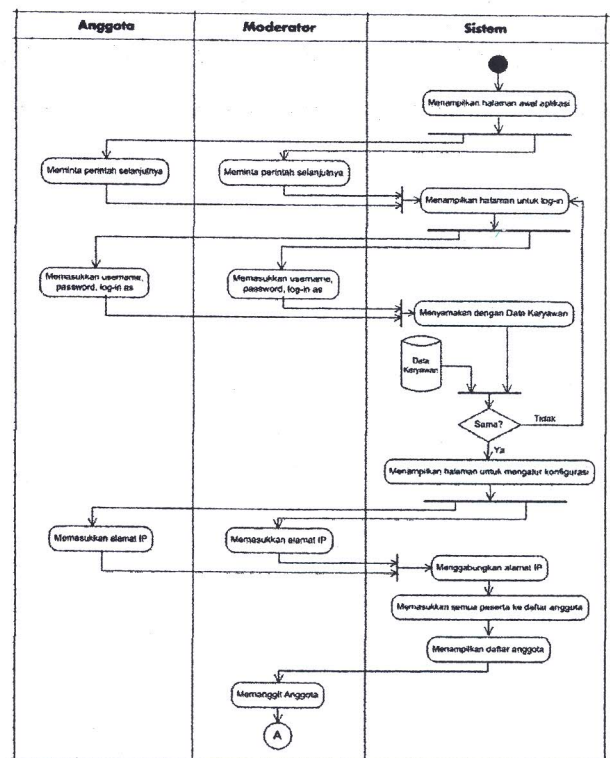 Anggota
Moderator
Sistem
Menampilkan halaman awal aplikasi
Meminta perintah selanjutnya
Meminta perintah selanjutnya
Menampilkan halaman untuk log-in
Memasukkan username,
password, log-in as
Memasukkan username,
password, log-in as
Menyamakan dengan Data Karyawan
Data
Karyawan
Sama?
Tidak
Ya
Menampilkan halaman untuk mengatur konfigurasi
Memasukkan alamat IP
Memasukkan alamat IP
Menggabungkan alamat IP
Memasukkan semua peserta ke daftar anggota
Menampilkan daftar anggota
Memanggil Anggota
A